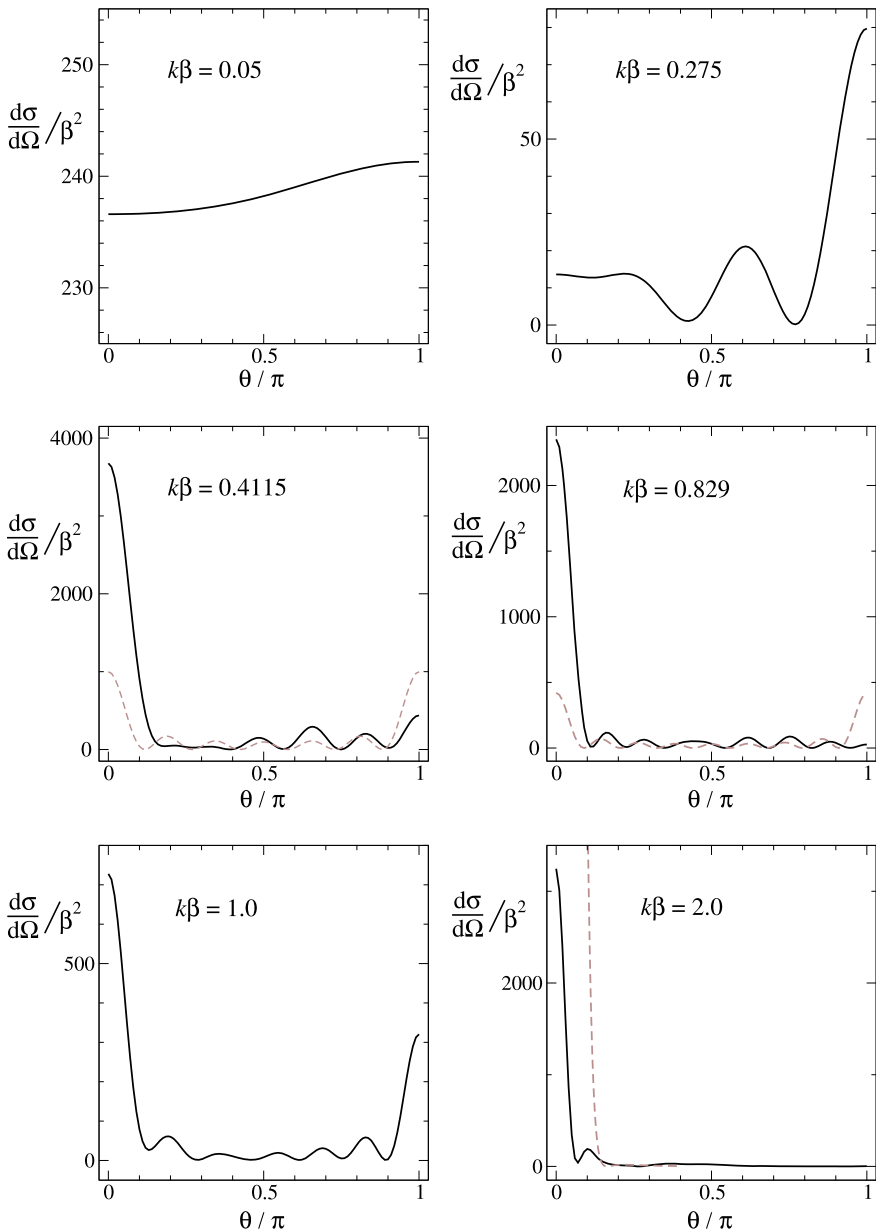 kβ = 0.05
dσ
dΩ /β²
250
240
230
0 0.5 1
θ / π
kβ = 0.275
dσ
dΩ /β²
50
0
0 0.5 1
θ / π
kβ = 0.4115
dσ
dΩ /β²
4000
2000
0
0 0.5 1
θ / π
kβ = 0.829
dσ
dΩ /β²
2000
1000
0
0 0.5 1
θ / π
kβ = 1.0
dσ
dΩ /β²
500
0
0 0.5 1
θ / π
kβ = 2.0
dσ
dΩ /β²
2000
0
0 0.5 1
θ / π